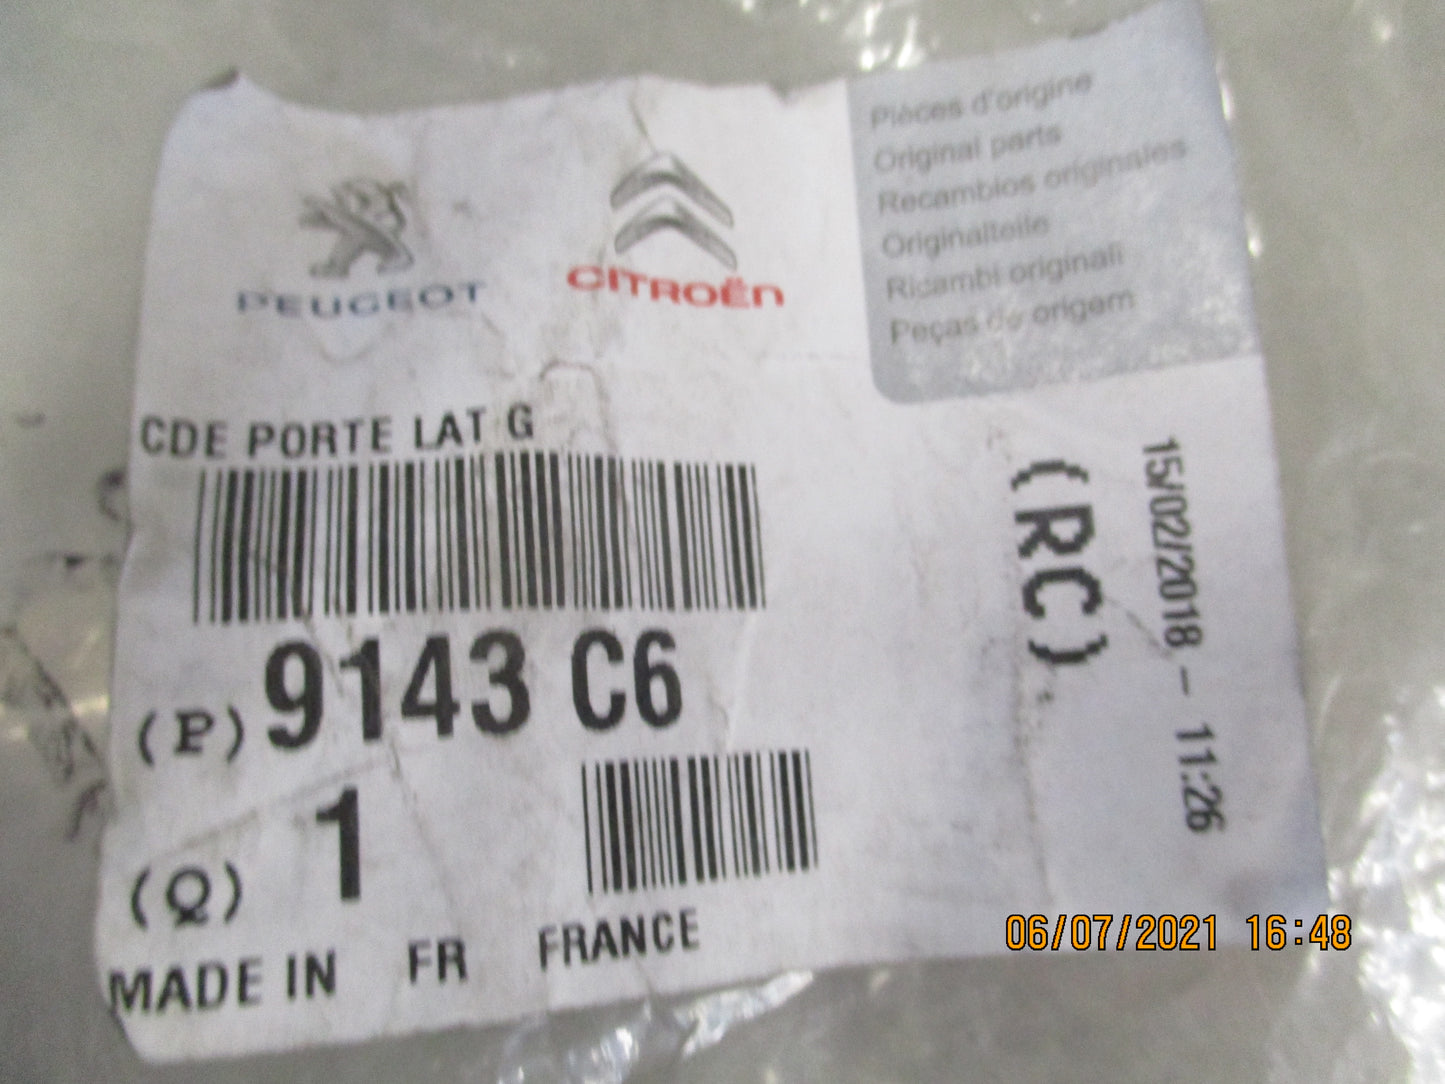 PEUGEOT
CITROËN
Pièces d'origine
Original parts
Recambios originales
Originalteile
Ricambi originali
Peças de origem
CDE PORTE LAT G
(P) 9143 C6
(Q) 1
MADE IN FR FRANCE
(RC)
15/02/2018 - 11:26
06/07/2021 16:48